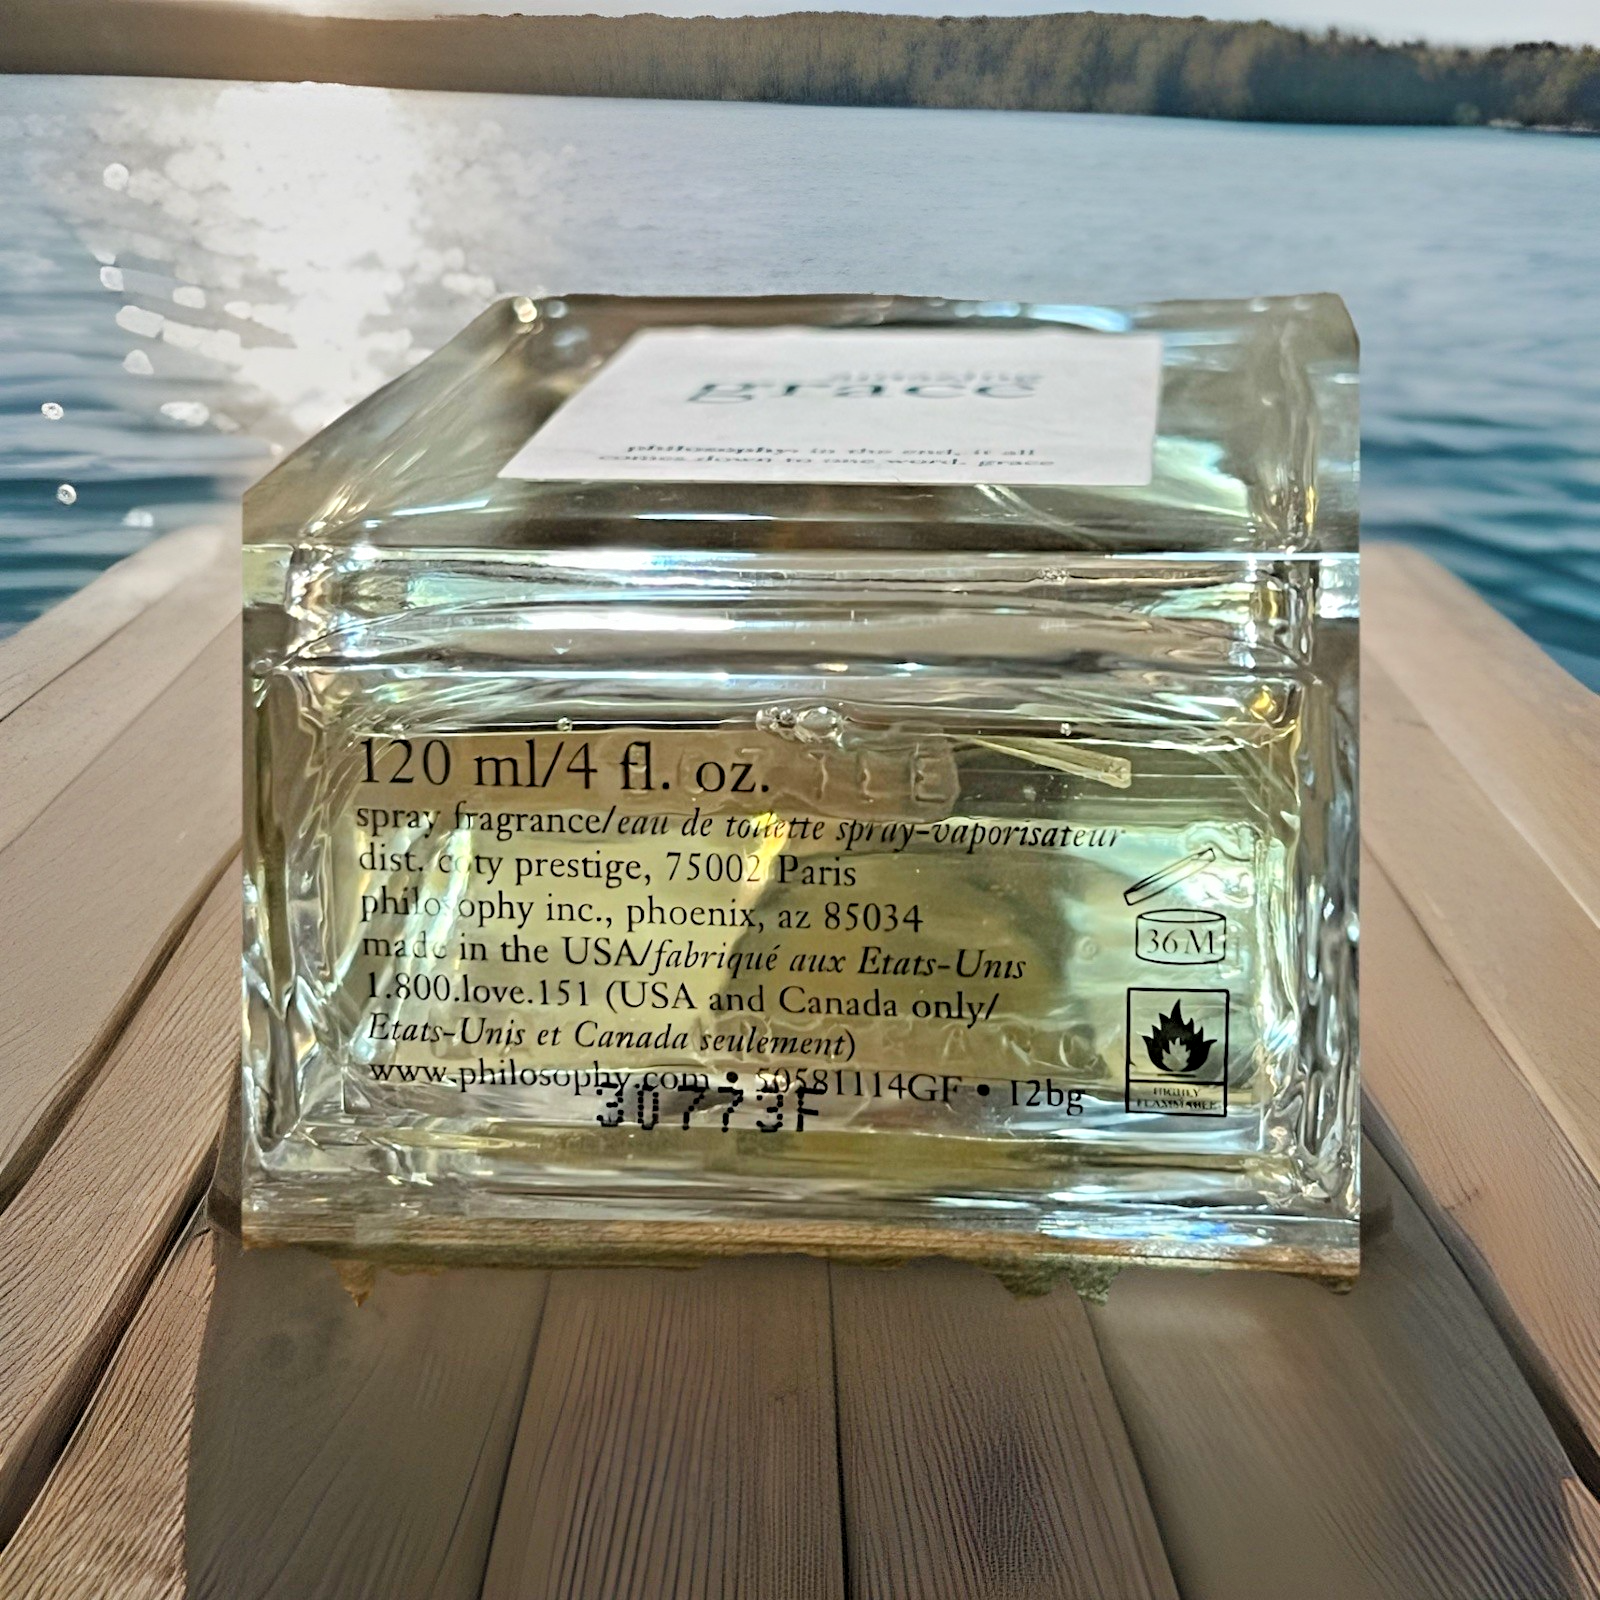 amazing
grace
philosophy: in the end, it all
comes down to one word. grace
120 ml/4 fl. oz.
spray fragrance/eau de toilette spray-vaporisateur
dist. coty prestige, 75002 Paris
philosophy inc., phoenix, az 85034
made in the USA/fabriqué aux Etats-Unis
1.800.love.151 (USA and Canada only/
Etats-Unis et Canada seulement)
www.philosophy.com • 50581114GF • 12bg
30773F
36M
HIGHLY
FLAMMABLE